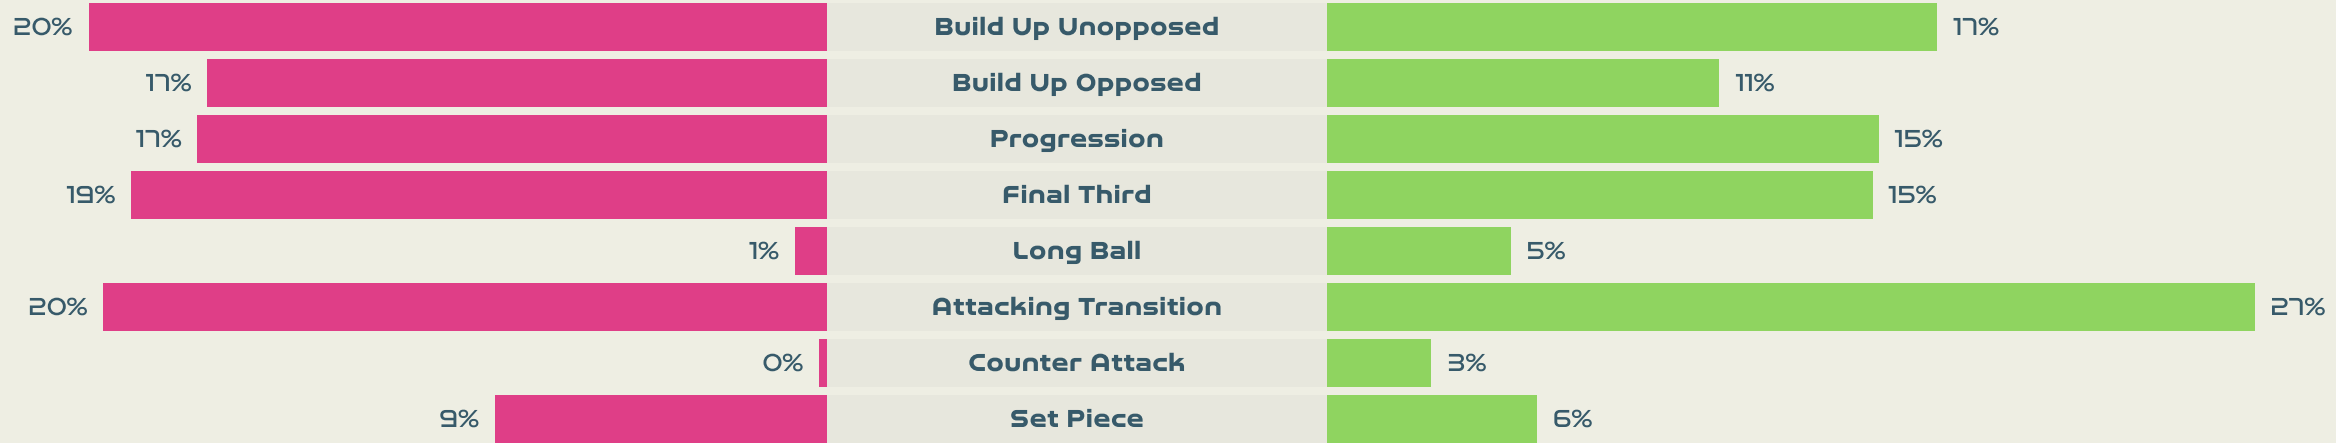 20% Build Up Unopposed 17%
17% Build Up Opposed 11%
17% Progression 15%
19% Final Third 15%
1% Long Ball 5%
20% Attacking Transition 27%
0% Counter Attack 3%
9% Set Piece 6%